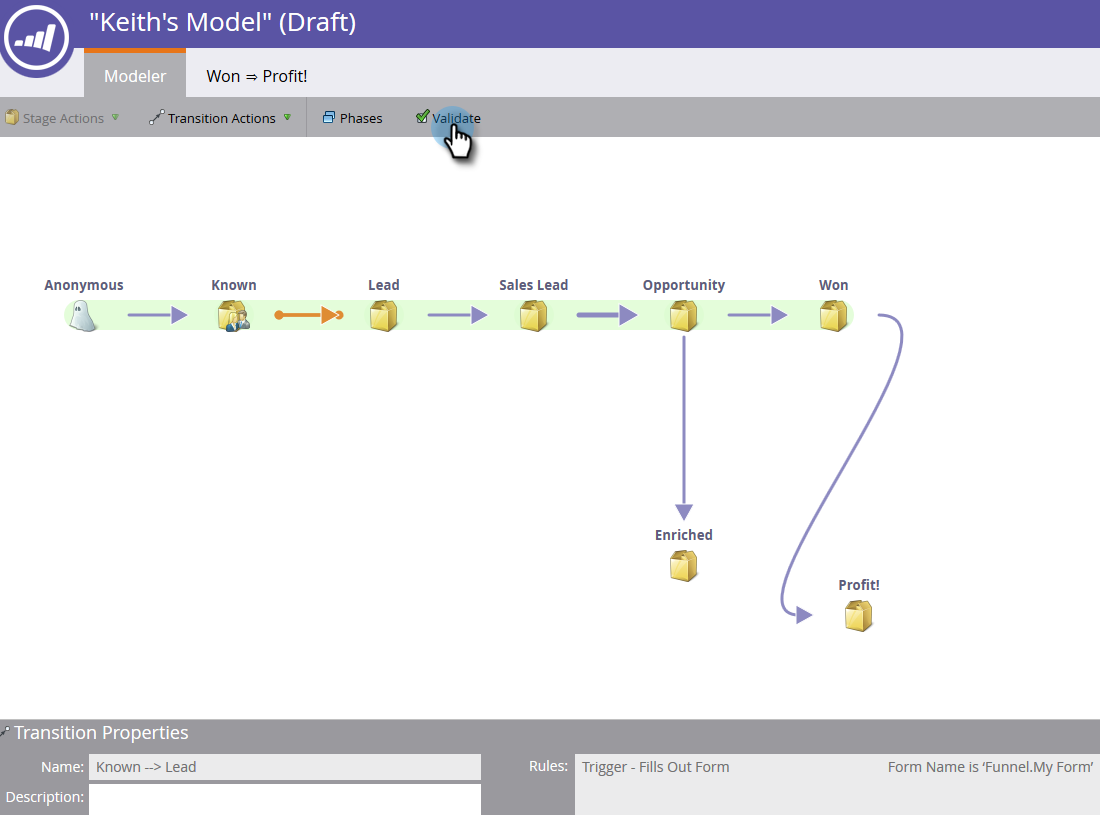 "Keith's Model" (Draft)
Modeler
Won ⇒ Profit!
Stage Actions
Transition Actions
Phases
Validate
Anonymous
Known
Lead
Sales Lead
Opportunity
Won
Enriched
Profit!
Transition Properties
Name: Known --> Lead
Description:
Rules: Trigger - Fills Out Form Form Name is ‘Funnel.My Form’